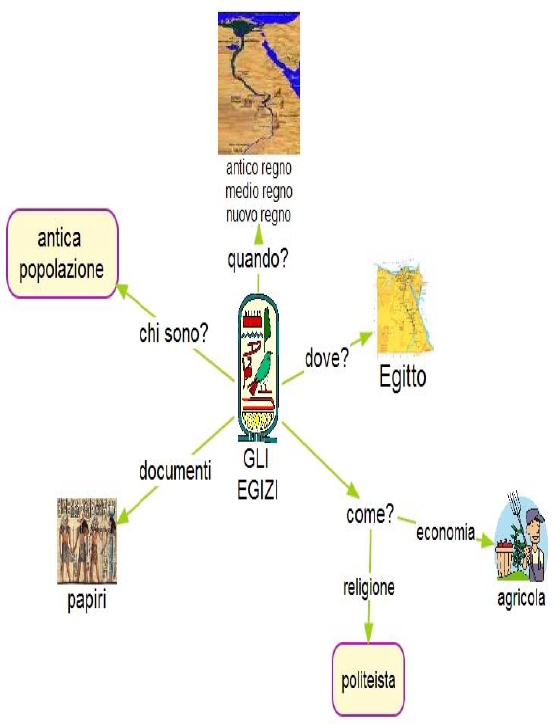 antico regno
medio regno
nuovo regno
quando?
antica
popolazione
chi sono?
dove?
Egitto
GLI
EGIZI
documenti
papiri
come?
economia
agricola
religione
politeista